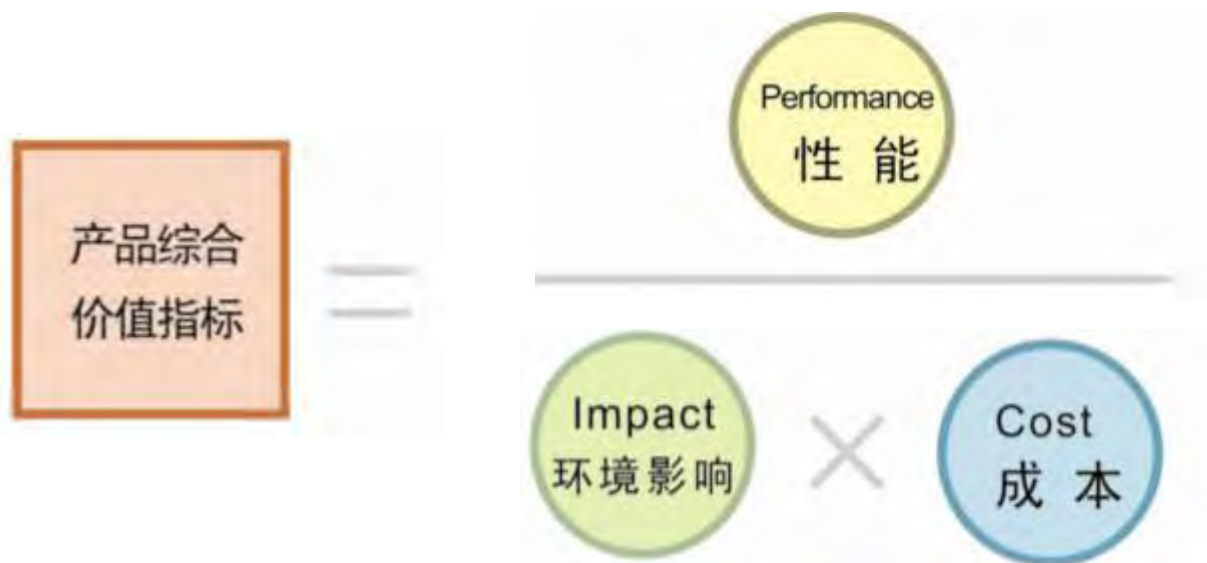 Performance
性 能
产品综合
价值指标
=
Impact
环境影响
×
Cost
成 本